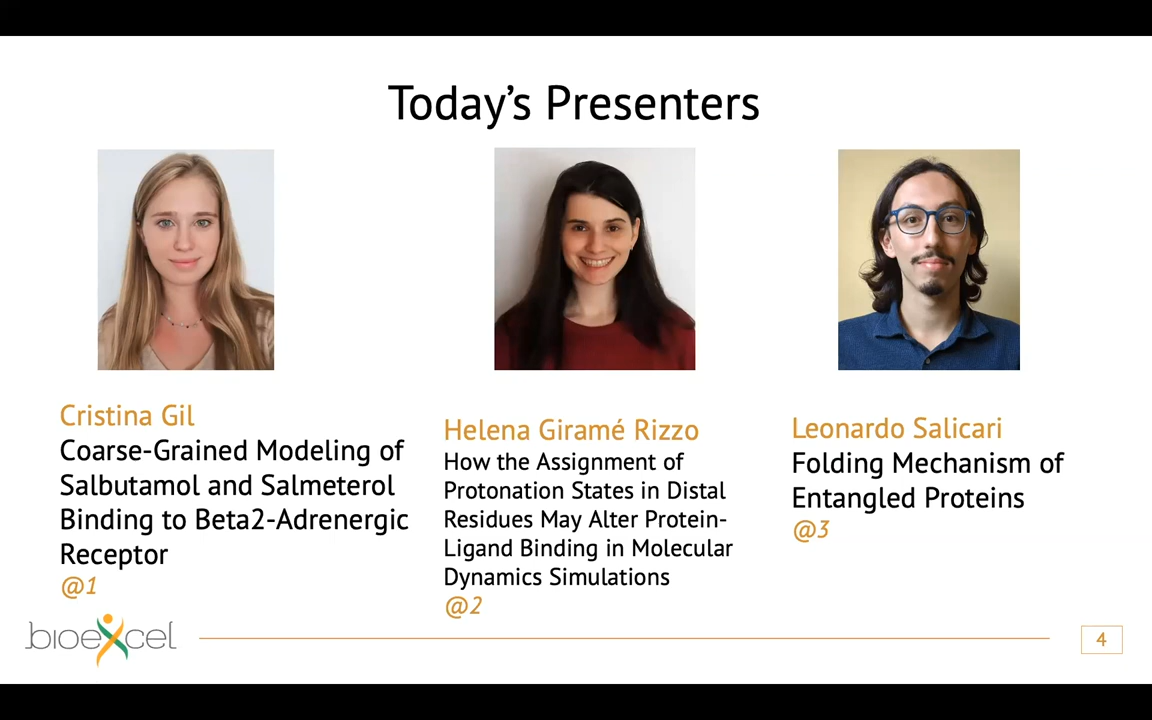 Today's Presenters
Cristina Gil
Coarse-Grained Modeling of
Salbutamol and Salmeterol
Binding to Beta2-Adrenergic
Receptor
@1
Helena Giramé Rizzo
How the Assignment of
Protonation States in Distal
Residues May Alter Protein-
Ligand Binding in Molecular
Dynamics Simulations
@2
Leonardo Salicari
Folding Mechanism of
Entangled Proteins
@3
bioexcel
4